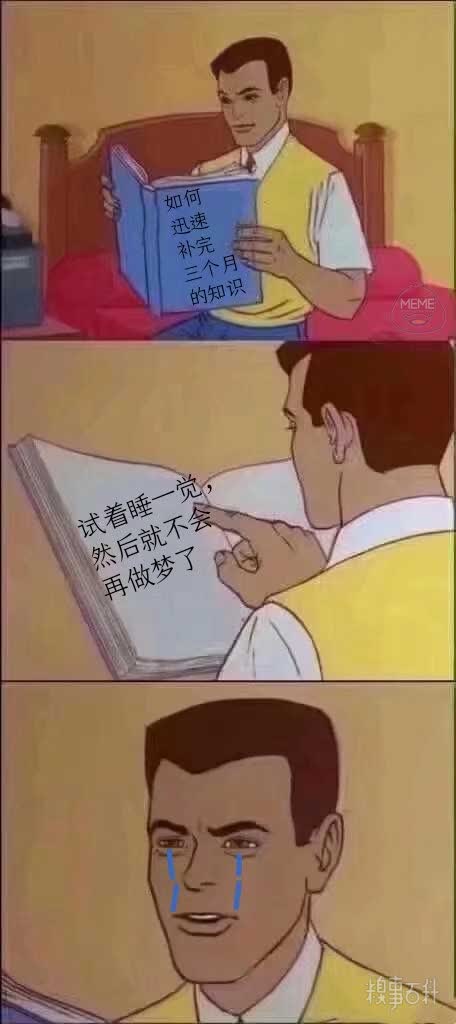 如何
迅速
补完
三个月
的知识
MEME
试着睡一觉，
然后就不会
再做梦了
糗事百科